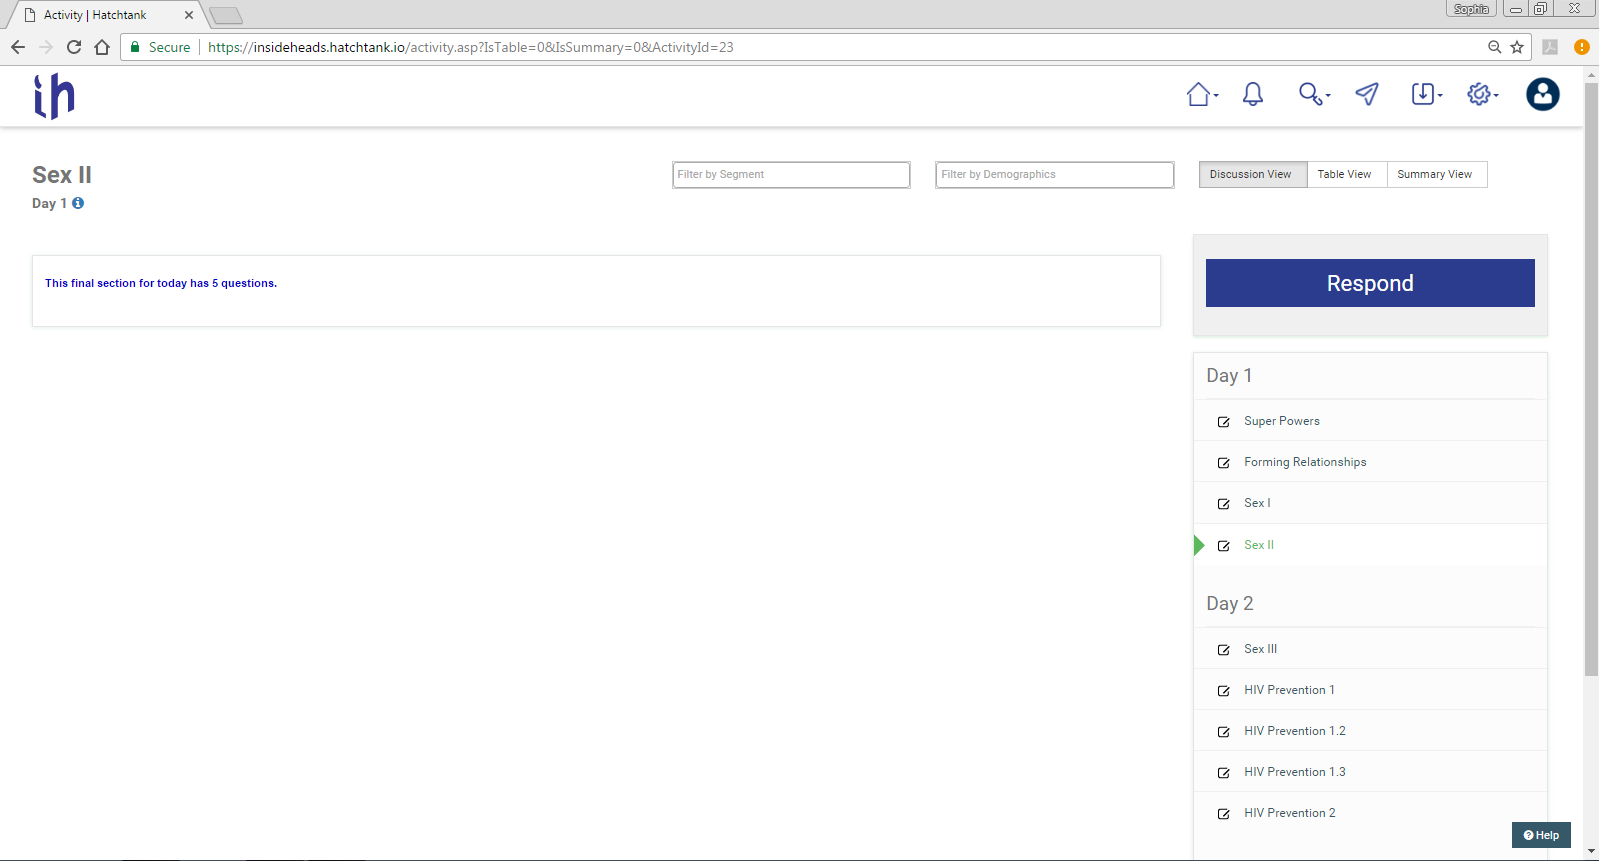 Activity | Hatchtank
Sophia
Secure
https://insideheads.hatchtank.io/activity.asp?IsTable=0&IsSummary=0&ActivityId=23
ih
Sex II
Filter by Segment
Filter by Demographics
Discussion View
Table View
Summary View
Day 1
This final section for today has 5 questions.
Respond
Day 1
Super Powers
Forming Relationships
Sex I
Sex II
Day 2
Sex III
HIV Prevention 1
HIV Prevention 1.2
HIV Prevention 1.3
HIV Prevention 2
Help